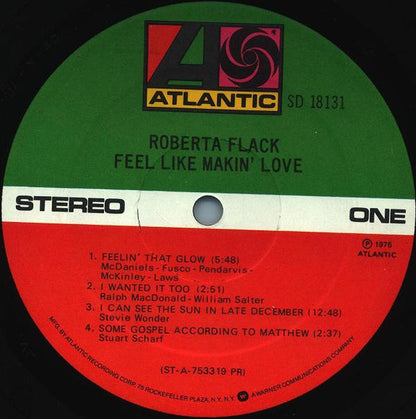 ATLANTIC SD 18131
ROBERTA FLACK
FEEL LIKE MAKIN' LOVE
STEREO ONE
1. FEELIN' THAT GLOW (5:48)
McDaniels - Fusco - Pendarvis -
McKinley - Laws
2. I WANTED IT TOO (2:51)
Ralph MacDonald - William Salter
3. I CAN SEE THE SUN IN LATE DECEMBER (12:48)
Stevie Wonder
4. SOME GOSPEL ACCORDING TO MATTHEW (2:37)
Stuart Scharf
℗ 1975
ATLANTIC
(ST-A-753319 PR)
MFG. BY ATLANTIC RECORDING CORP. 75 ROCKEFELLER PLAZA, N.Y., N.Y. A WARNER COMMUNICATIONS COMPANY